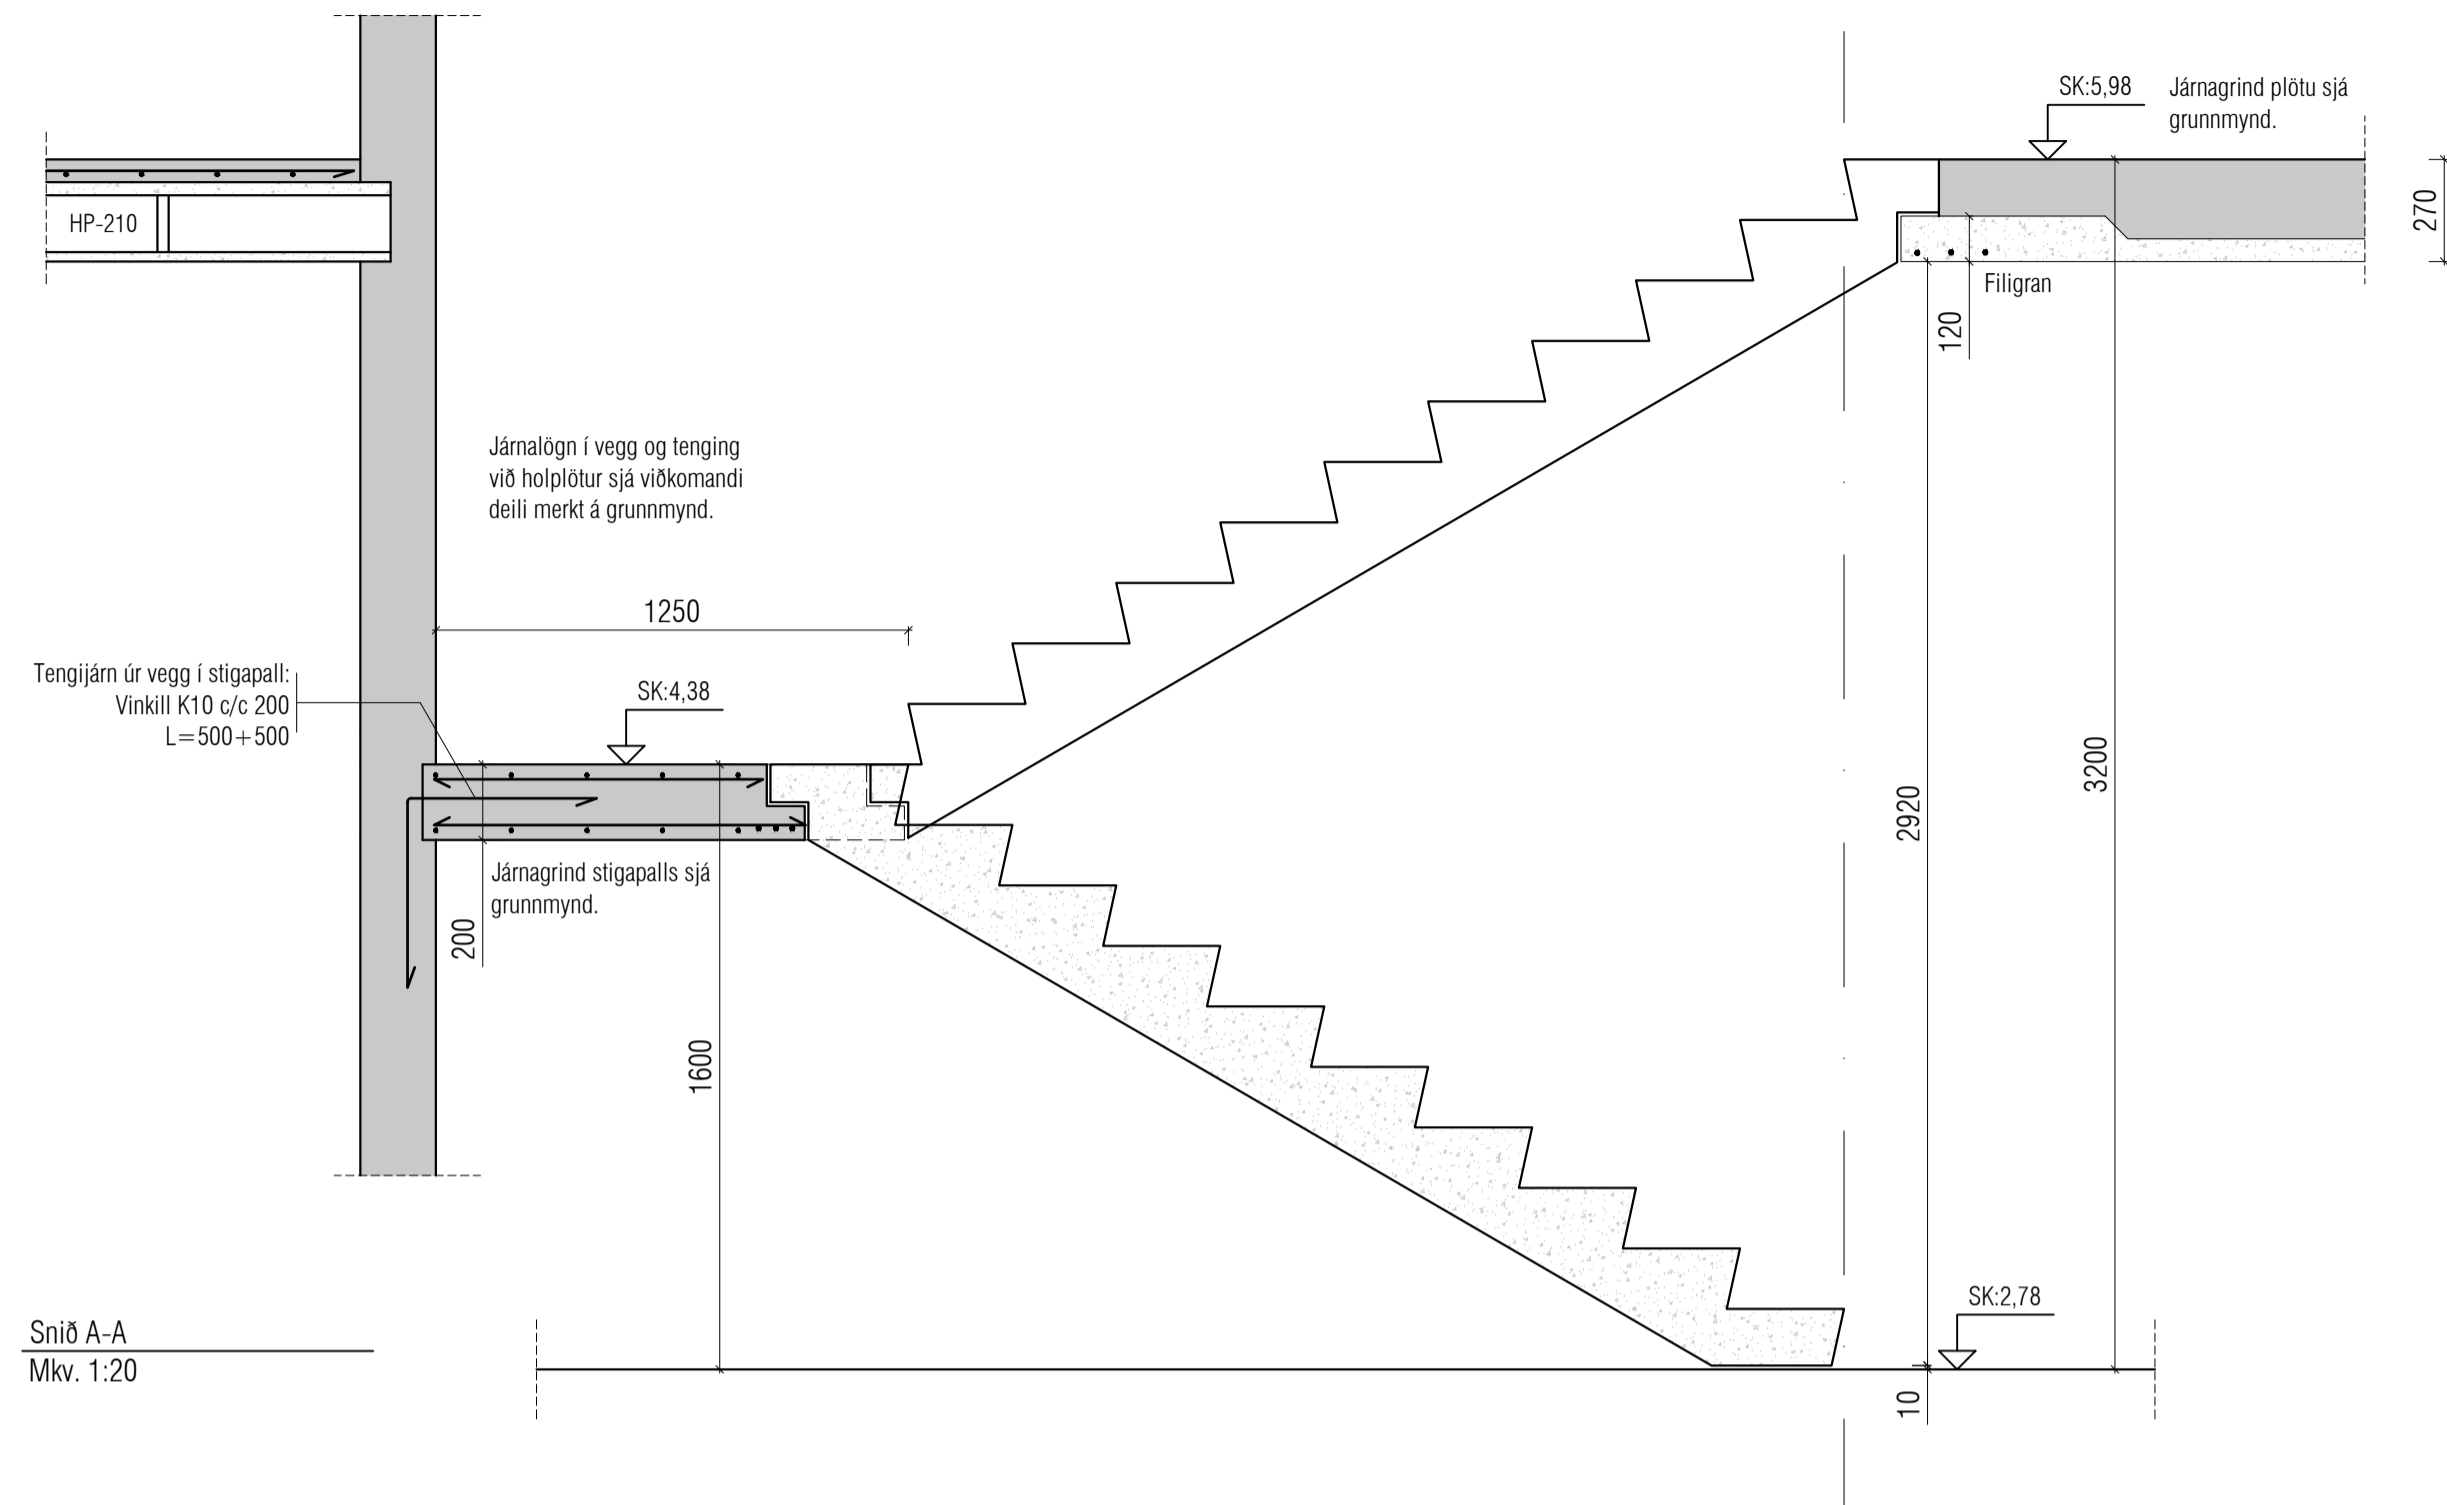 SK:5,98
Járnagrind plötu sjá
grunnmynd.
270
HP-210
Filigran
120
Járnalögn í vegg og tenging
við holplötur sjá viðkomandi
deili merkt á grunnmynd.
1250
Tengijárn úr vegg í stigapall:
Vinkill K10 c/c 200
L=500+500
SK:4,38
3200
2920
Járnagrind stigapalls sjá
grunnmynd.
200
1600
SK:2,78
10
Snið A-A
Mkv. 1:20